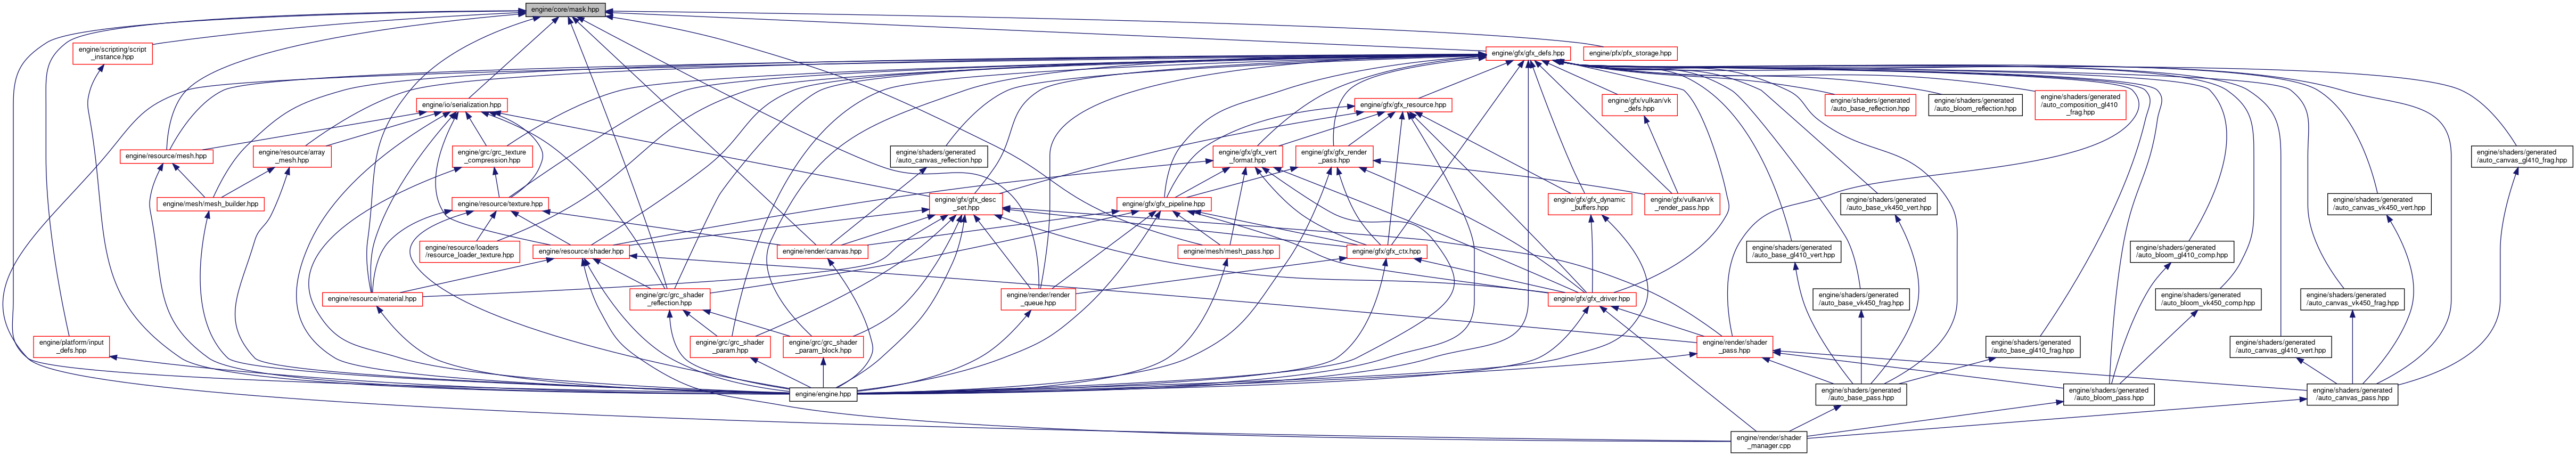 engine/core/mask.hpp
engine/scripting/script
_instance.hpp
engine/gfx/gfx_defs.hpp
engine/pfx/pfx_storage.hpp
engine/io/serialization.hpp
engine/gfx/gfx_resource.hpp
engine/gfx/vulkan/vk
_defs.hpp
engine/shaders/generated
/auto_base_reflection.hpp
engine/shaders/generated
/auto_bloom_reflection.hpp
engine/shaders/generated
/auto_composition_gl410
_frag.hpp
engine/resource/mesh.hpp
engine/resource/array
_mesh.hpp
engine/grc/grc_texture
_compression.hpp
engine/shaders/generated
/auto_canvas_reflection.hpp
engine/gfx/gfx_vert
_format.hpp
engine/gfx/gfx_render
_pass.hpp
engine/shaders/generated
/auto_canvas_gl410_frag.hpp
engine/mesh/mesh_builder.hpp
engine/resource/texture.hpp
engine/gfx/gfx_desc
_set.hpp
engine/gfx/gfx_pipeline.hpp
engine/gfx/gfx_dynamic
_buffers.hpp
engine/gfx/vulkan/vk
_render_pass.hpp
engine/shaders/generated
/auto_base_vk450_vert.hpp
engine/shaders/generated
/auto_canvas_vk450_vert.hpp
engine/resource/loaders
/resource_loader_texture.hpp
engine/resource/shader.hpp
engine/render/canvas.hpp
engine/mesh/mesh_pass.hpp
engine/gfx/gfx_ctx.hpp
engine/shaders/generated
/auto_base_gl410_vert.hpp
engine/shaders/generated
/auto_bloom_gl410_comp.hpp
engine/resource/material.hpp
engine/grc/grc_shader
_reflection.hpp
engine/render/render
_queue.hpp
engine/gfx/gfx_driver.hpp
engine/shaders/generated
/auto_base_vk450_frag.hpp
engine/shaders/generated
/auto_bloom_vk450_comp.hpp
engine/shaders/generated
/auto_canvas_vk450_frag.hpp
engine/platform/input
_defs.hpp
engine/grc/grc_shader
_param.hpp
engine/grc/grc_shader
_param_block.hpp
engine/render/shader
_pass.hpp
engine/shaders/generated
/auto_base_gl410_frag.hpp
engine/shaders/generated
/auto_canvas_gl410_vert.hpp
engine/engine.hpp
engine/shaders/generated
/auto_base_pass.hpp
engine/shaders/generated
/auto_bloom_pass.hpp
engine/shaders/generated
/auto_canvas_pass.hpp
engine/render/shader
_manager.cpp